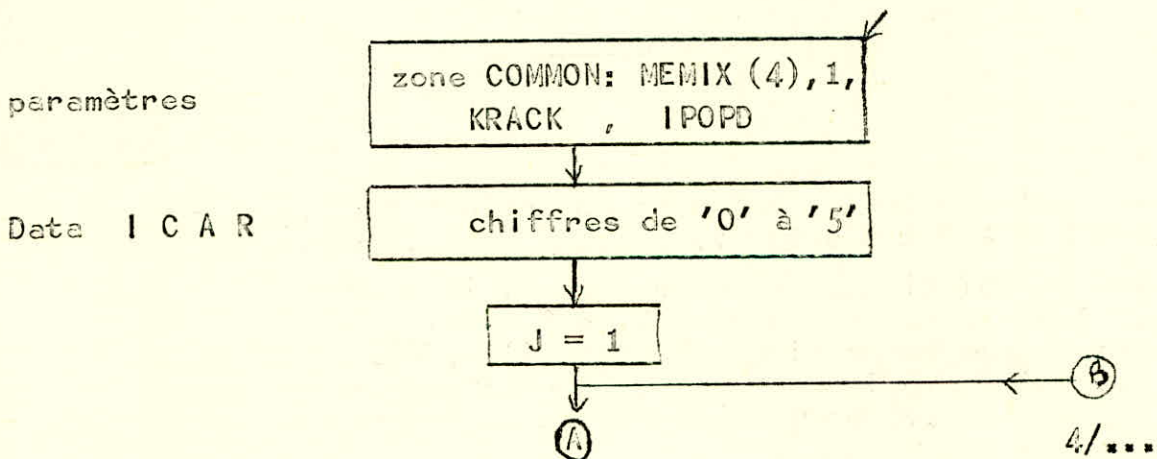 zone COMMON: MEMIX (4),1,
paramètres
KRACK , IPOPD
Data I C A R
chiffres de '0' à '5'
J = 1
B
A
4/...